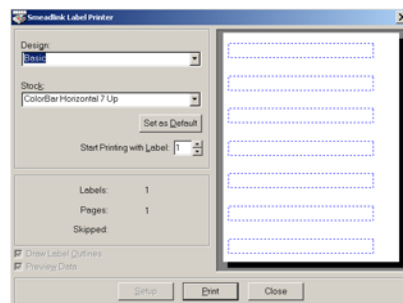 Smeadlink Label Printer
Design:
Basic
Stock:
ColorBar Horizontal 7 Up
Set as Default
Start Printing with Label: 1
Labels: 1
Pages: 1
Skipped:
Draw Label Outlines
Preview Data
Setup Print Close